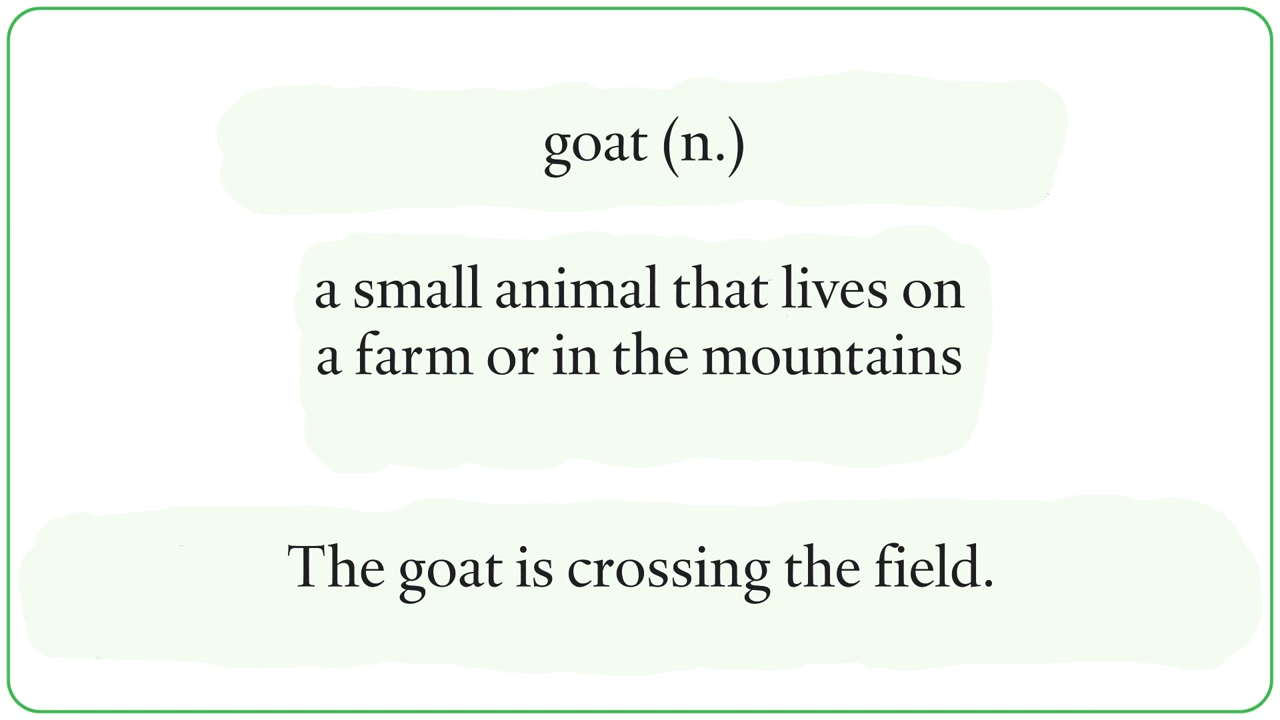 goat (n.)
a small animal that lives on
a farm or in the mountains
The goat is crossing the field.